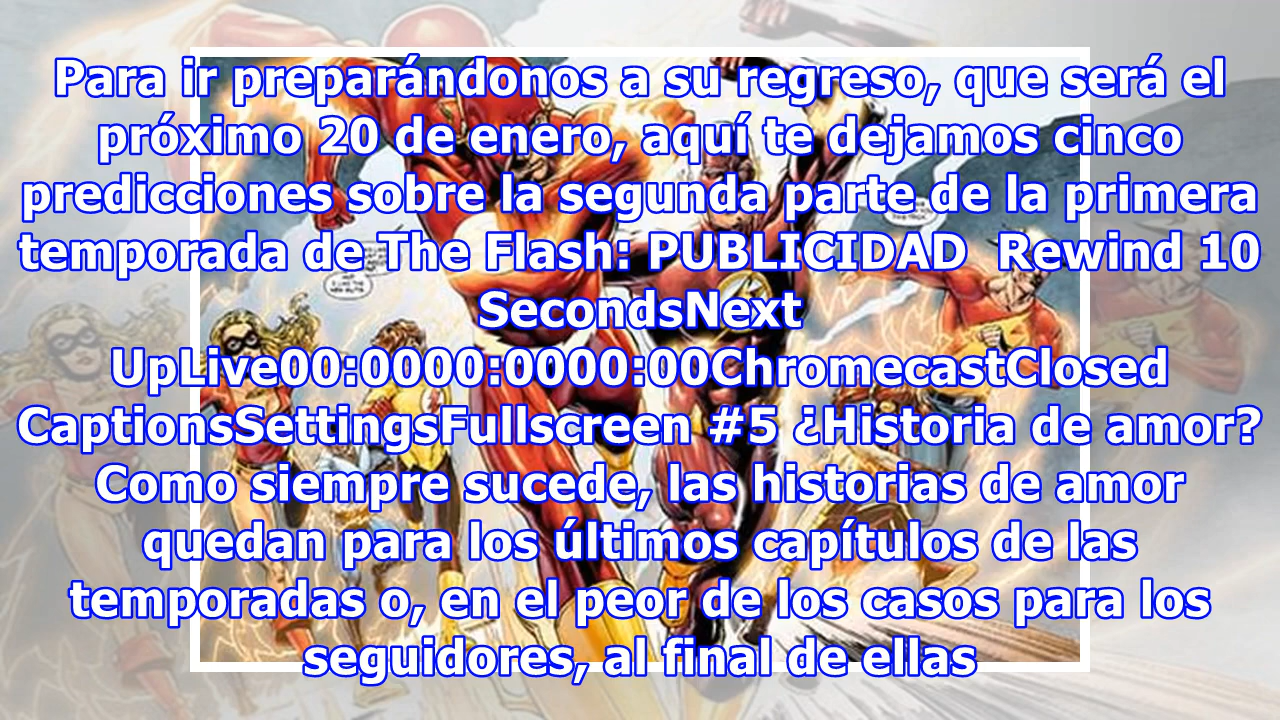 Para ir preparándonos a su regreso, que será el
próximo 20 de enero, aquí te dejamos cinco
predicciones sobre la segunda parte de la primera
temporada de The Flash: PUBLICIDAD  Rewind 10
SecondsNext
UpLive00:0000:0000:00ChromecastClosed
CaptionsSettingsFullscreen #5 ¿Historia de amor?
Como siempre sucede, las historias de amor
quedan para los últimos capítulos de las
temporadas o, en el peor de los casos para los
seguidores, al final de ellas